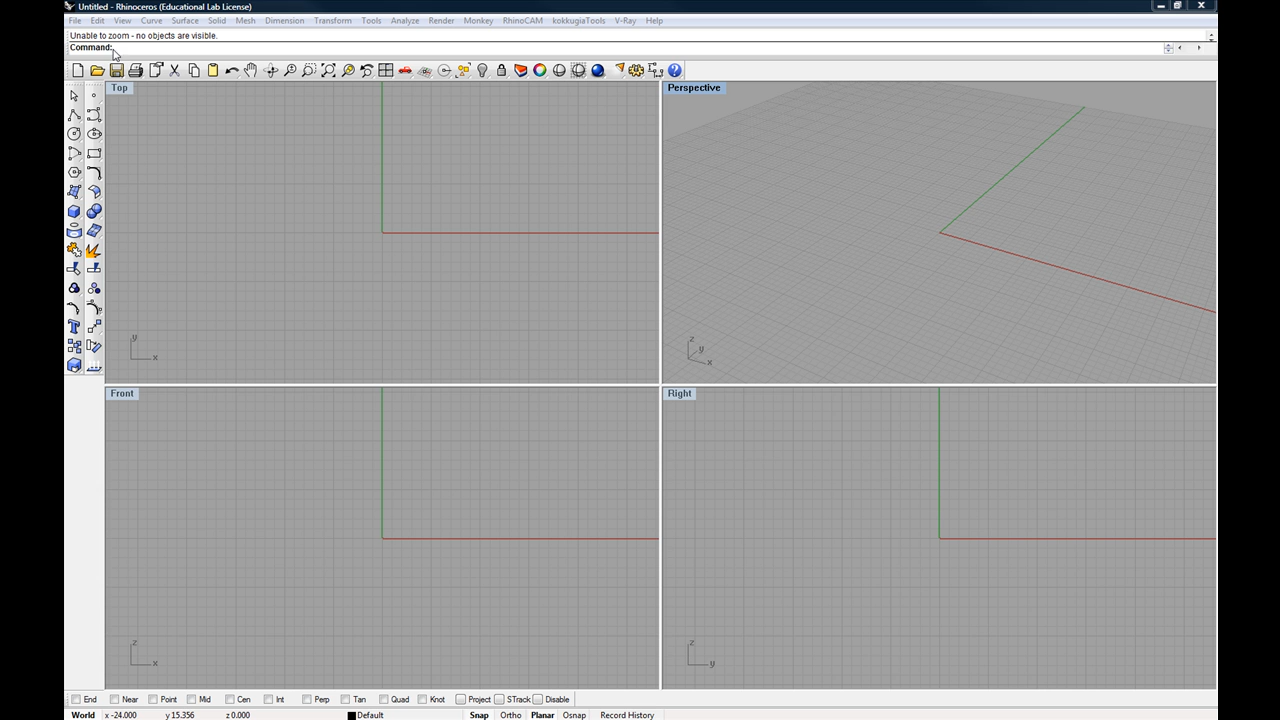 Untitled - Rhinoceros (Educational Lab License)
File Edit View Curve Surface Solid Mesh Dimension Transform Tools Analyze Render Monkey RhinoCAM kokkugiaTools V-Ray Help
Unable to zoom - no objects are visible.
Command:
Top
Perspective
y
x
z
y
x
Front
Right
z
x
z
y
End Near Point Mid Cen Int Perp Tan Quad Knot Project STrack Disable
World x -24.000 y 15.356 z 0.000 Default Snap Ortho Planar Osnap Record History